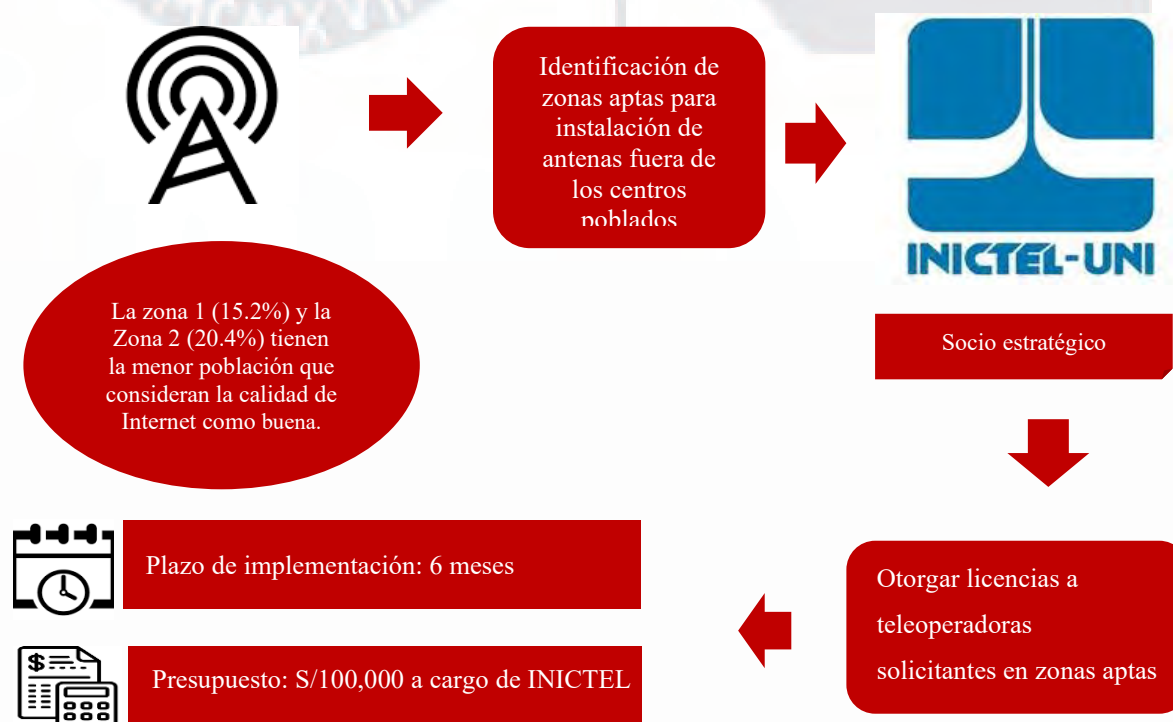 Identificación de
zonas aptas para
instalación de
antenas fuera de
los centros
poblados
INICTEL-UNI
La zona 1 (15.2%) y la
Zona 2 (20.4%) tienen
la menor población que
consideran la calidad de
Internet como buena.
Socio estratégico
Plazo de implementación: 6 meses
Otorgar licencias a
teleoperadoras
solicitantes en zonas aptas
$
Presupuesto: S/100,000 a cargo de INICTEL